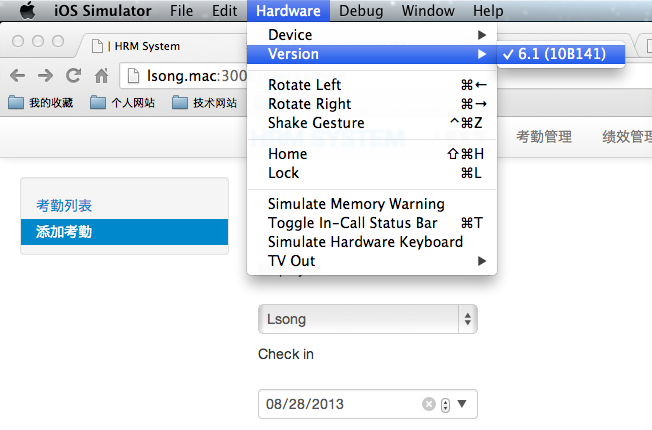 iOS Simulator File Edit Hardware Debug Window Help
| HRM System
Device
Version
✓ 6.1 (10B141)
lsong.mac:300
Rotate Left ⌘←
Rotate Right ⌘→
Shake Gesture ^⌘Z
我的收藏 个人网站 技术网站
HRM SYSTEM
考勤管理 绩效管
Home ⇧⌘H
Lock ⌘L
Simulate Memory Warning
Toggle In-Call Status Bar ⌘T
Simulate Hardware Keyboard
TV Out
考勤列表
添加考勤
Lsong
Check in
08/28/2013